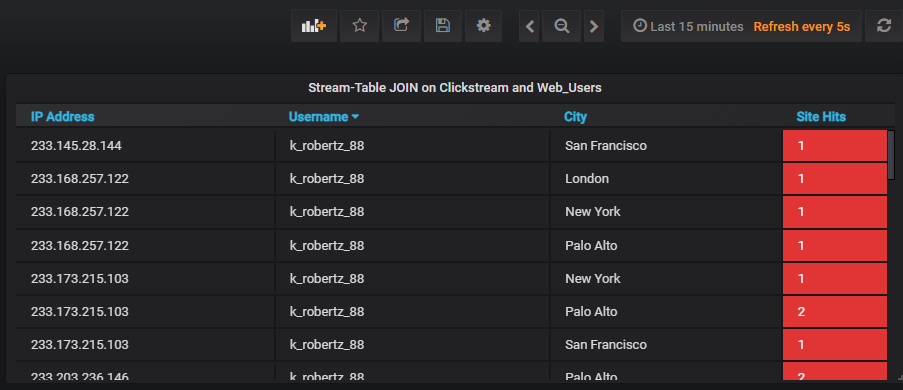 Last 15 minutes Refresh every 5s
Stream-Table JOIN on Clickstream and Web_Users
IP Address Username City Site Hits
233.145.28.144 k_robertz_88 San Francisco 1
233.168.257.122 k_robertz_88 London 1
233.168.257.122 k_robertz_88 New York 1
233.168.257.122 k_robertz_88 Palo Alto 1
233.173.215.103 k_robertz_88 New York 1
233.173.215.103 k_robertz_88 Palo Alto 2
233.173.215.103 k_robertz_88 San Francisco 1
233.203.236.146 k_robertz_88 Palo Alto 2